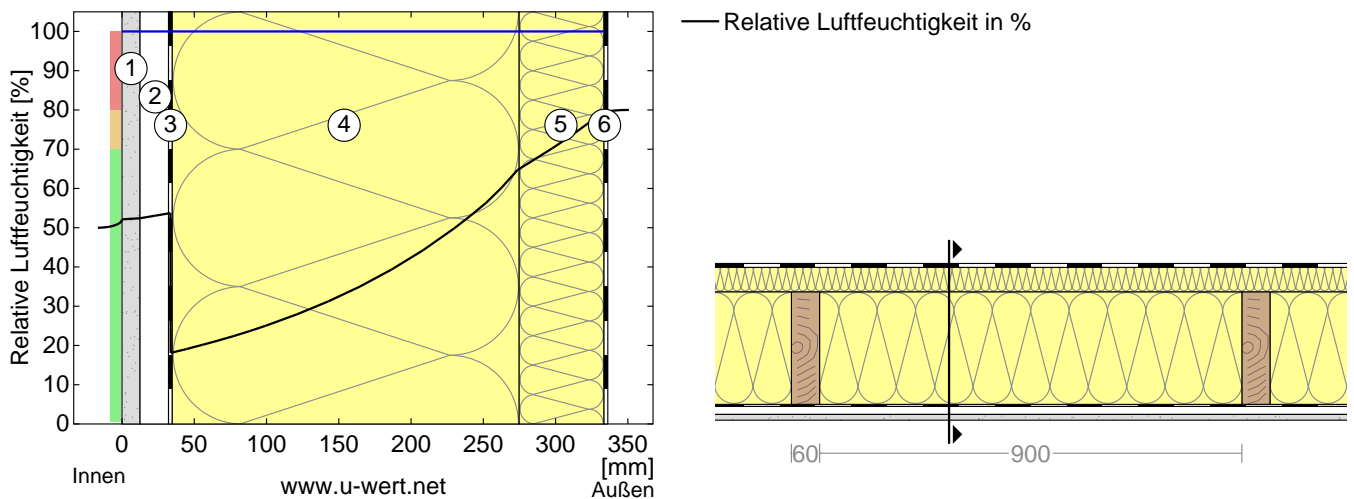 Relative Luftfeuchtigkeit in %
Relative Luftfeuchtigkeit [%]
100
90
80
70
60
50
40
30
20
10
0
1
2
3
4
5
6
0 50 100 150 200 250 300 350
[mm]
Innen
www.u-wert.net
Außen
60 900